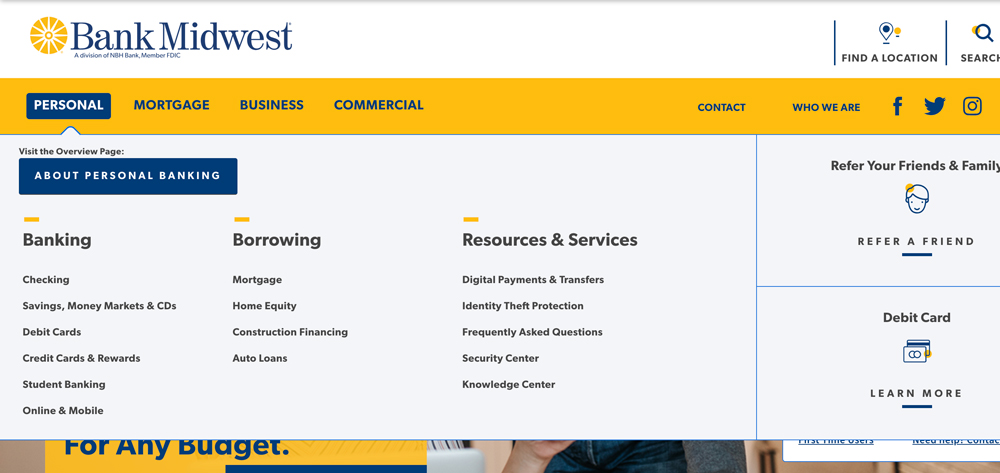 Bank Midwest
A division of NBH Bank, Member FDIC
FIND A LOCATION
SEARCH
PERSONAL
MORTGAGE
BUSINESS
COMMERCIAL
CONTACT
WHO WE ARE
Visit the Overview Page:
ABOUT PERSONAL BANKING
Banking
Checking
Savings, Money Markets & CDs
Debit Cards
Credit Cards & Rewards
Student Banking
Online & Mobile
Borrowing
Mortgage
Home Equity
Construction Financing
Auto Loans
Resources & Services
Digital Payments & Transfers
Identity Theft Protection
Frequently Asked Questions
Security Center
Knowledge Center
Refer Your Friends & Family
REFER A FRIEND
Debit Card
LEARN MORE
For Any Budget.
First Time Users
Need help? Contac